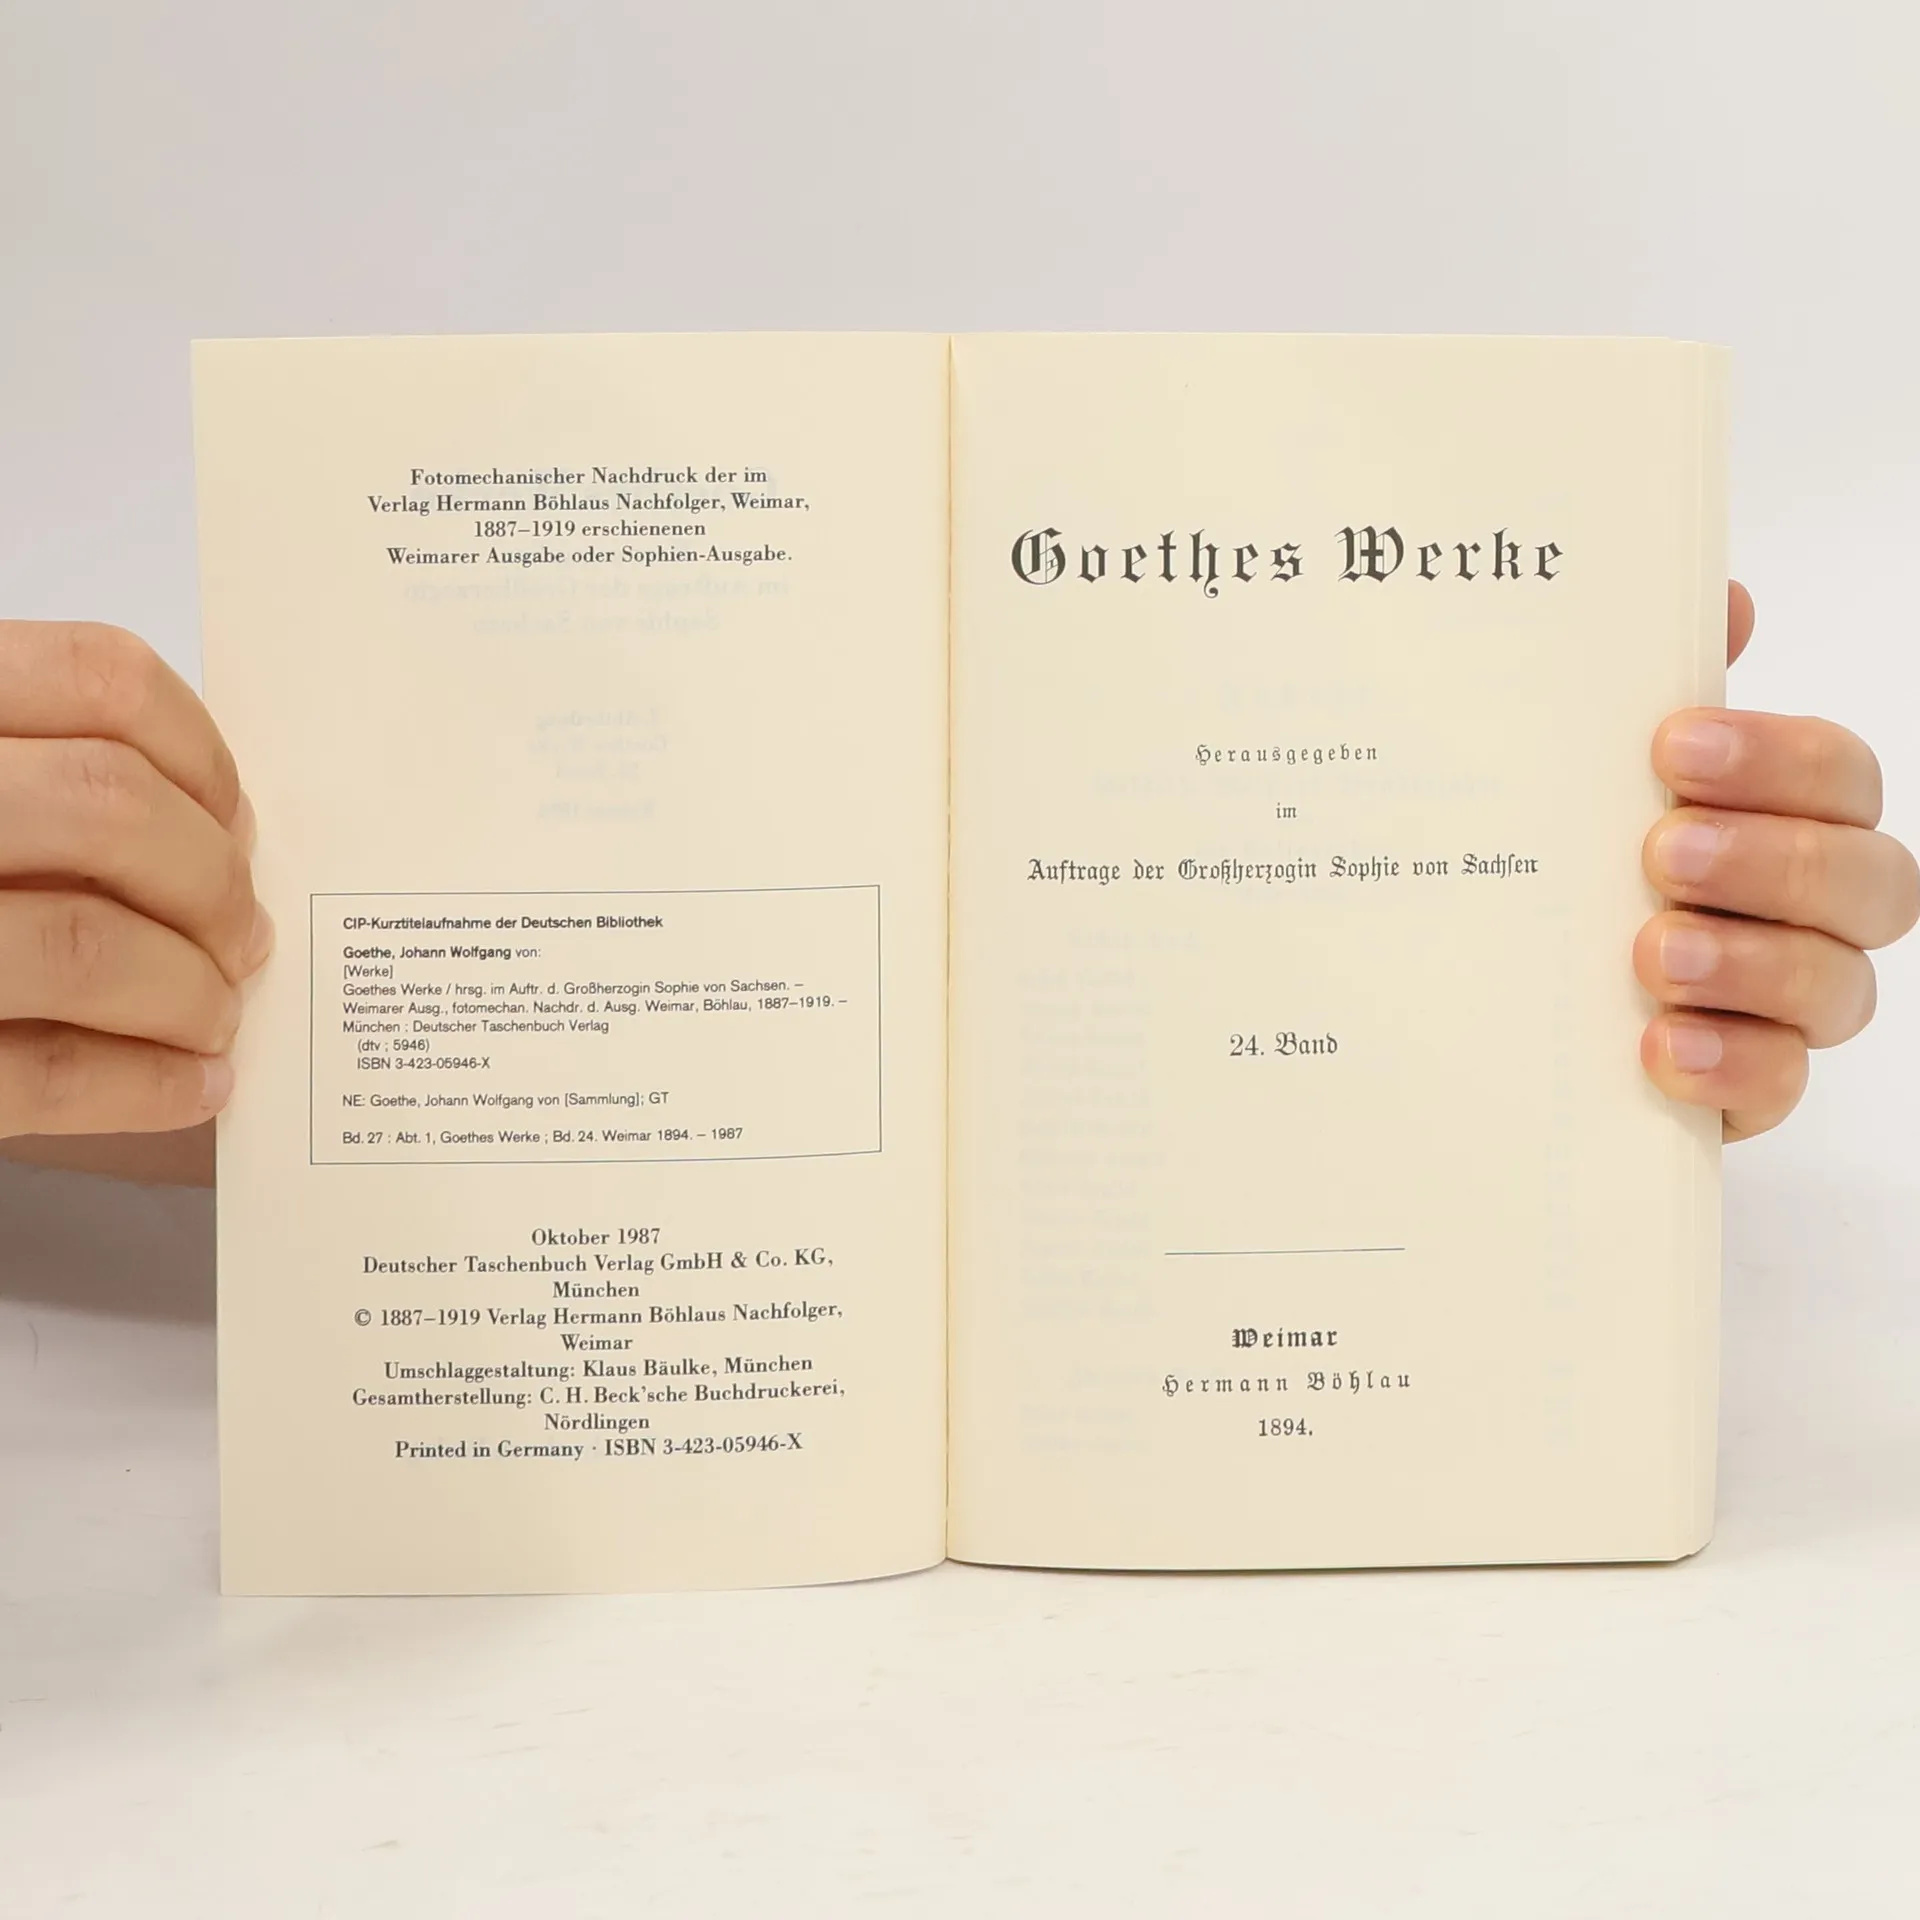 Fotomechanischer Nachdruck der im
Verlag Hermann Böhlaus Nachfolger, Weimar,
1887–1919 erschienenen
Weimarer Ausgabe oder Sophien-Ausgabe.
CIP-Kurztitelaufnahme der Deutschen Bibliothek
Goethe, Johann Wolfgang von:
[Werke]
Goethes Werke / hrsg. im Auftr. d. Großherzogin Sophie von Sachsen. –
Weimarer Ausg., fotomechan. Nachdr. d. Ausg. Weimar, Böhlau, 1887–1919. –
München : Deutscher Taschenbuch Verlag
(dtv ; 5946)
ISBN 3-423-05946-X
NE: Goethe, Johann Wolfgang von [Sammlung]; GT
Bd. 27 : Abt. 1, Goethes Werke ; Bd. 24. Weimar 1894. – 1987
Oktober 1987
Deutscher Taschenbuch Verlag GmbH & Co. KG,
München
© 1887–1919 Verlag Hermann Böhlaus Nachfolger,
Weimar
Umschlaggestaltung: Klaus Bäulke, München
Gesamtherstellung: C. H. Beck'sche Buchdruckerei,
Nördlingen
Printed in Germany · ISBN 3-423-05946-X
Goethes Werke
Herausgegeben
im
Auftrage der Großherzogin Sophie von Sachsen
24. Band
Weimar
Hermann Böhlau
1894.